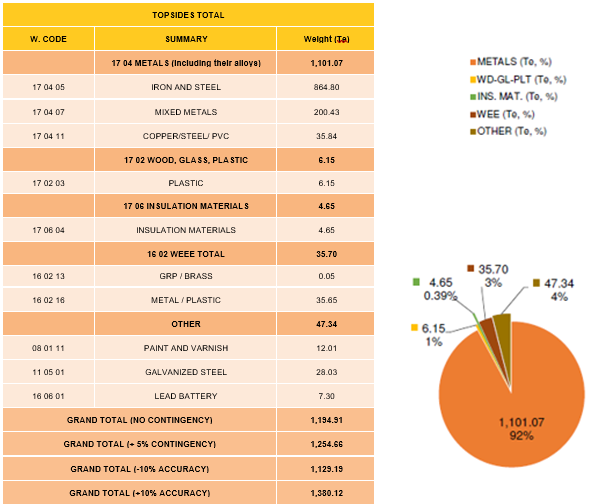 TOPSIDES TOTAL
W. CODE SUMMARY Weight (Te)
17 04 METALS (including their alloys) 1,101.07
17 04 05 IRON AND STEEL 864.80
17 04 07 MIXED METALS 200.43
17 04 11 COPPER/STEEL/ PVC 35.84
17 02 WOOD, GLASS, PLASTIC 6.15
17 02 03 PLASTIC 6.15
17 06 INSULATION MATERIALS 4.65
17 06 04 INSULATION MATERIALS 4.65
16 02 WEEE TOTAL 35.70
16 02 13 GRP / BRASS 0.05
16 02 16 METAL / PLASTIC 35.65
OTHER 47.34
08 01 11 PAINT AND VARNISH 12.01
11 05 01 GALVANIZED STEEL 28.03
16 06 01 LEAD BATTERY 7.30
GRAND TOTAL (NO CONTINGENCY) 1,194.91
GRAND TOTAL (+ 5% CONTINGENCY) 1,254.66
GRAND TOTAL (-10% ACCURACY) 1,129.19
GRAND TOTAL (+10% ACCURACY) 1,380.12
METALS (Te, %)
WD-GL-PLT (Te, %)
INS. MAT. (Te, %)
WEE (Te, %)
OTHER (Te, %)
35.70
3%
4.65
0.39%
47.34
4%
6.15
1%
1,101.07
92%